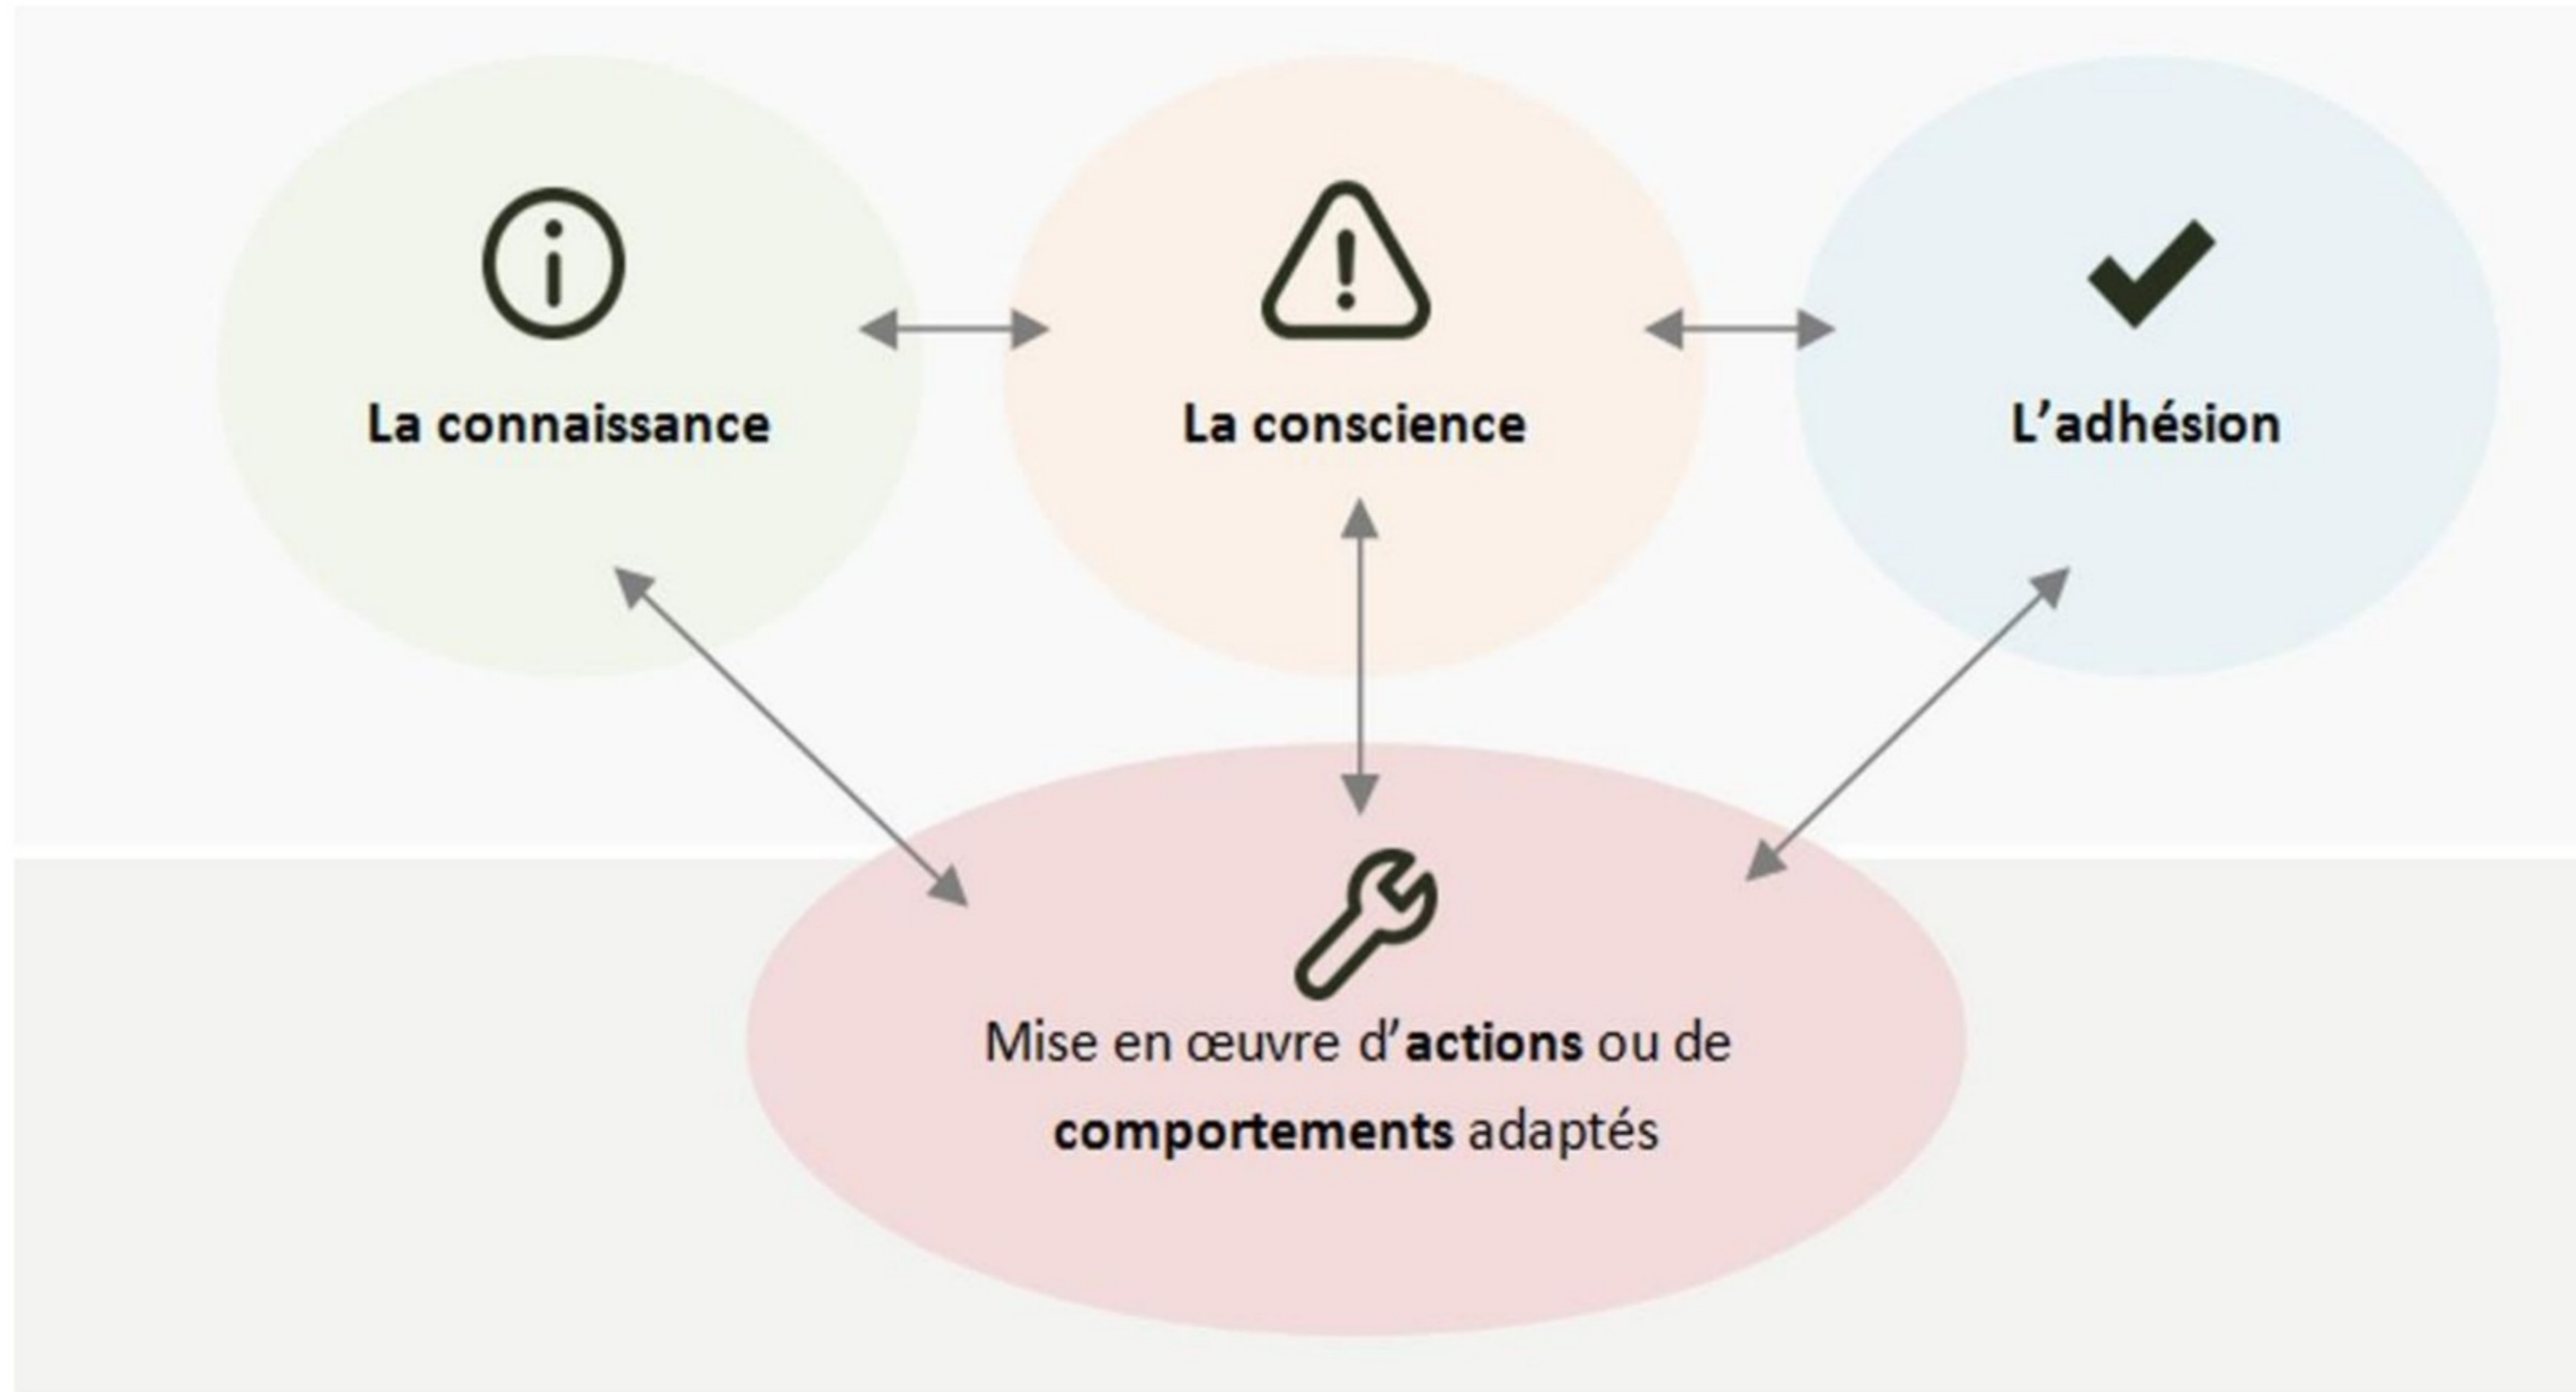 La connaissance
La conscience
L’adhésion
Mise en œuvre d’actions ou de
comportements adaptés